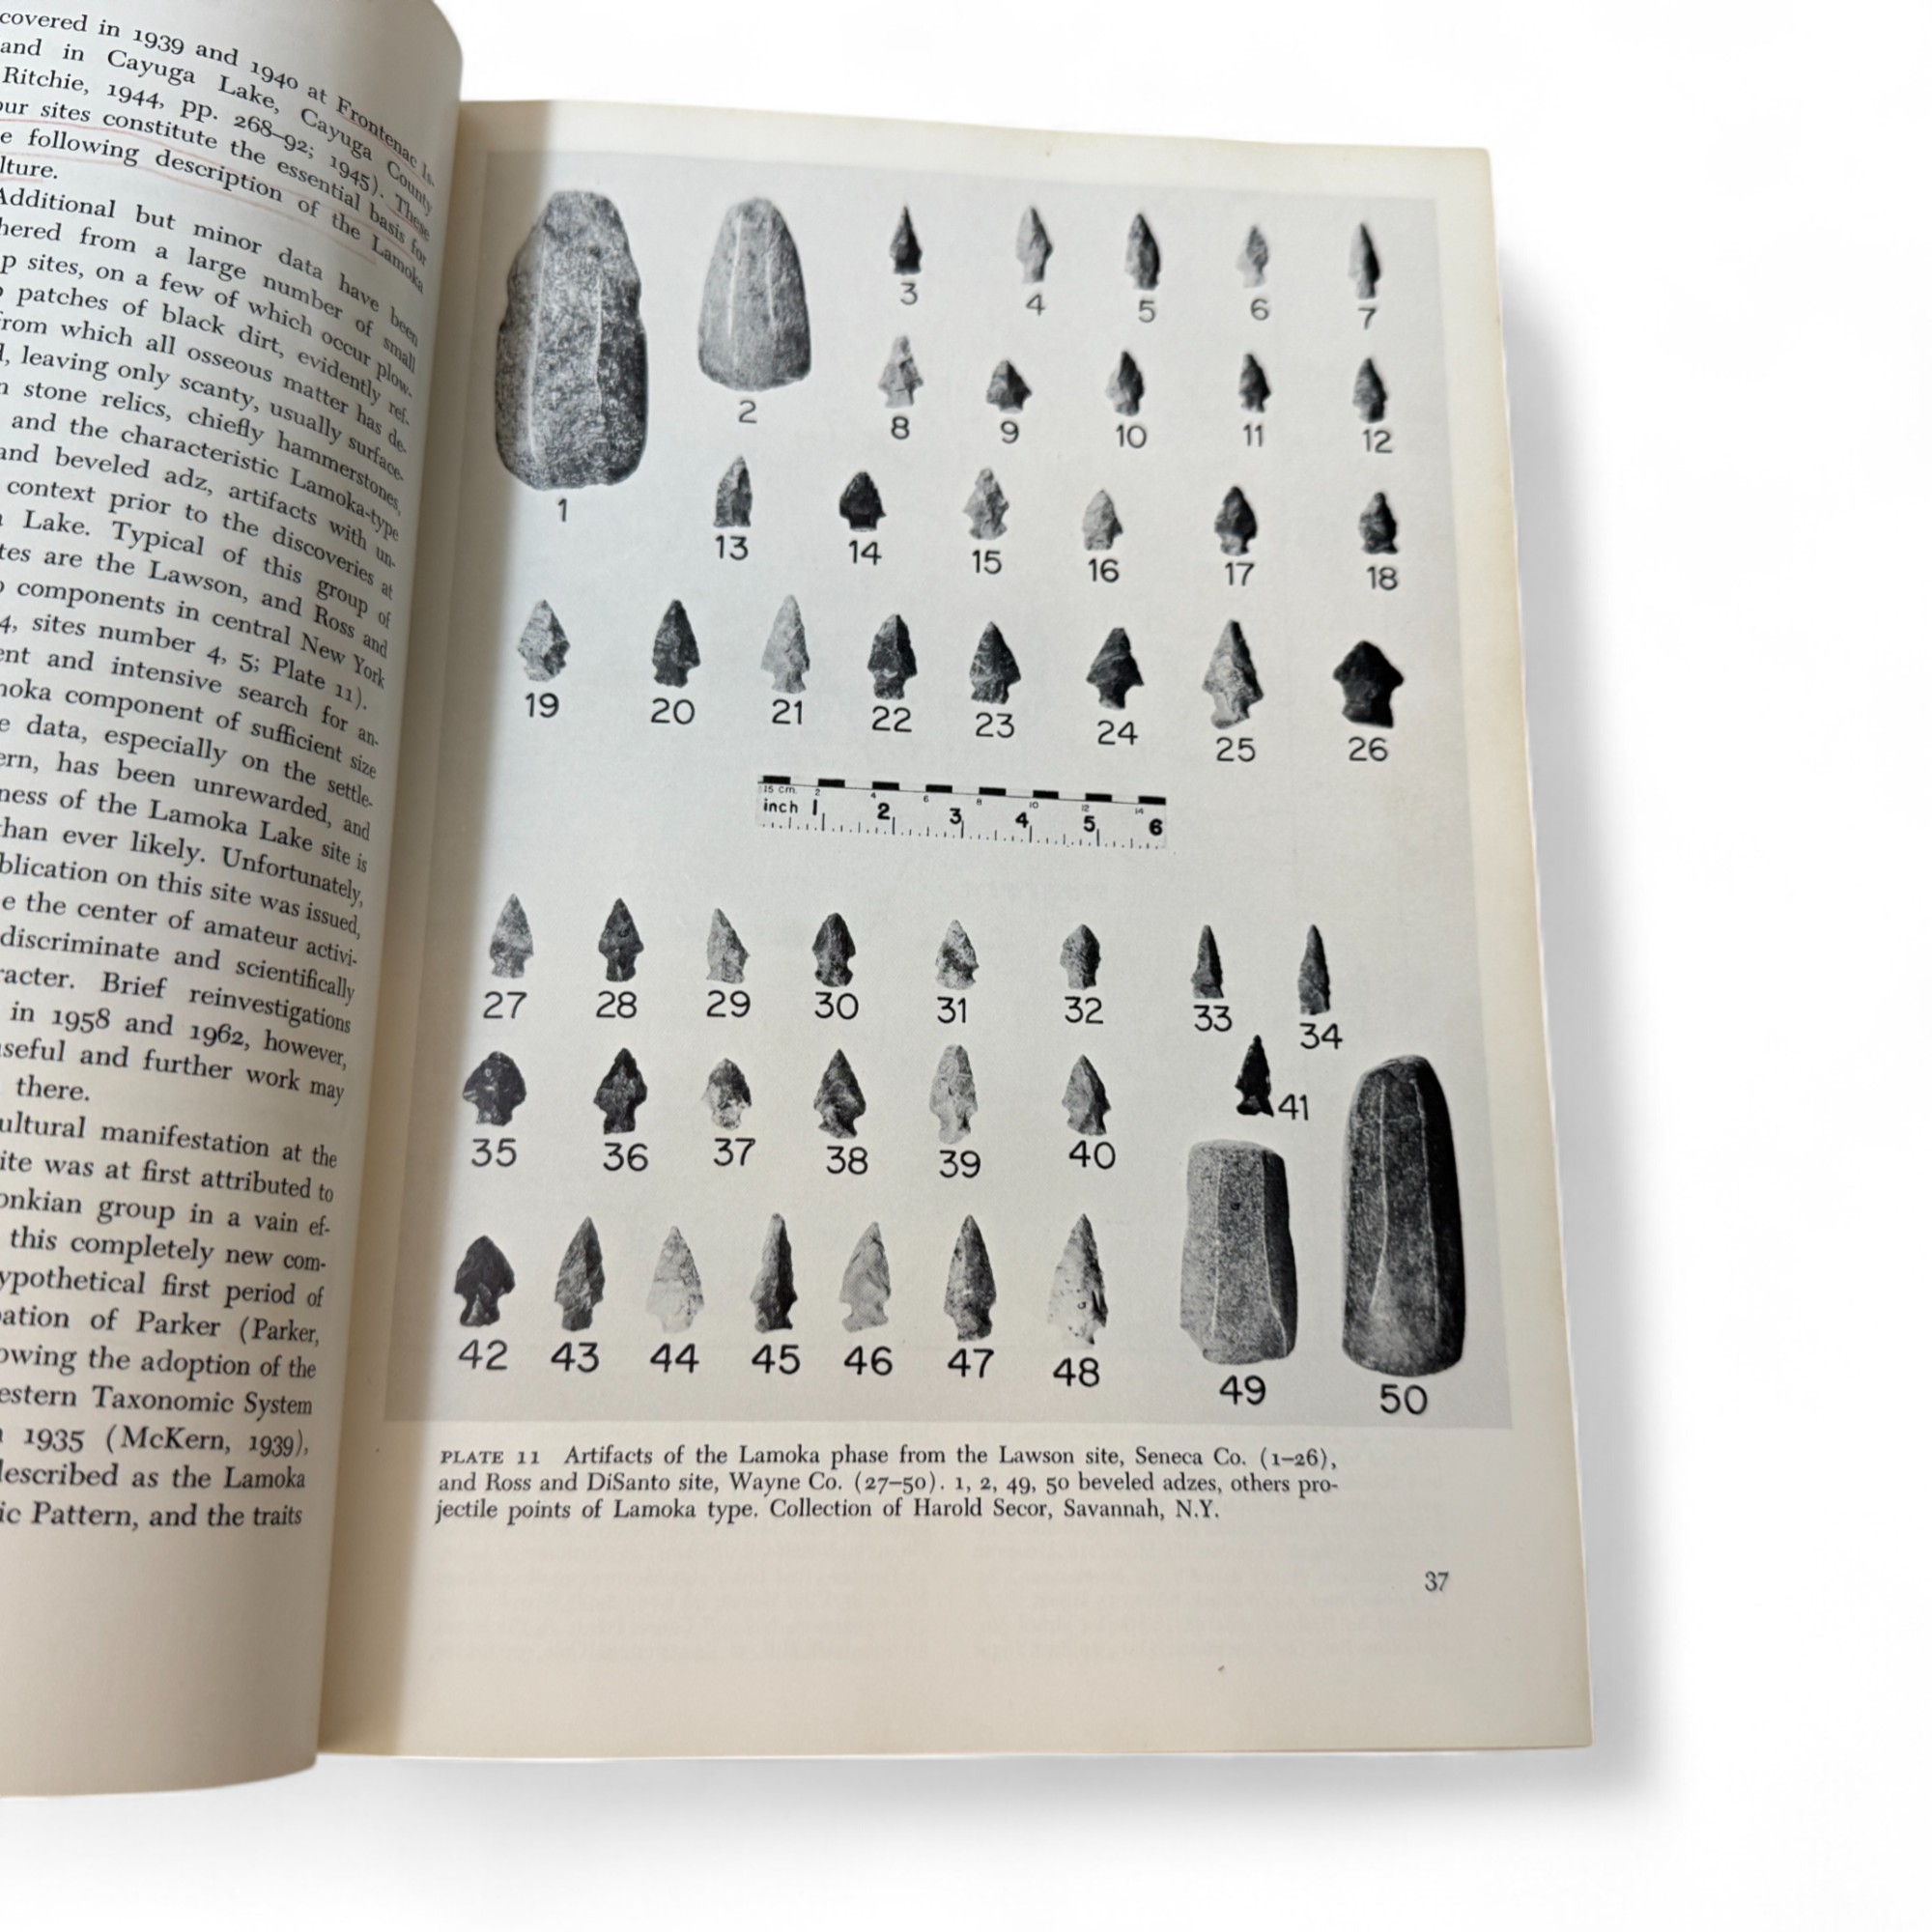 covered in 1939 and 1940 at Frontenac Is-
and in Cayuga Lake, Cayuga County
Ritchie, 1944, pp. 268–92; 1945). These
our sites constitute the essential basis for
e following description of the Lamoka
lture.
Additional but minor data have been
hered from a large number of small
p sites, on a few of which occur plow-
patches of black dirt, evidently ref-
rom which all osseous matter has de-
, leaving only scanty, usually surface-
n stone relics, chiefly hammerstones,
and the characteristic Lamoka-type
and beveled adz, artifacts with un-
context prior to the discoveries at
Lake. Typical of this group of
tes are the Lawson, and Ross and
o components in central New York
4, sites number 4, 5; Plate 11).
ent and intensive search for an-
moka component of sufficient size
e data, especially on the settle-
ern, has been unrewarded, and
ness of the Lamoka Lake site is
than ever likely. Unfortunately,
blication on this site was issued,
e the center of amateur activi-
discriminate and scientifically
racter. Brief reinvestigations
in 1958 and 1962, however,
useful and further work may
there.
ultural manifestation at the
ite was at first attributed to
onkian group in a vain ef-
this completely new com-
ypothetical first period of
pation of Parker (Parker,
owing the adoption of the
estern Taxonomic System
1935 (McKern, 1939),
described as the Lamoka
ic Pattern, and the traits
1
2
3
4
5
6
7
8
9
10
11
12
13
14
15
16
17
18
19
20
21
22
23
24
25
26
15 cm. 2 4 6 8 10 12 14
inch 1 2 3 4 5 6
27
28
29
30
31
32
33
34
35
36
37
38
39
40
41
42
43
44
45
46
47
48
49
50
PLATE 11 Artifacts of the Lamoka phase from the Lawson site, Seneca Co. (1–26),
and Ross and DiSanto site, Wayne Co. (27–50). 1, 2, 49, 50 beveled adzes, others pro-
jectile points of Lamoka type. Collection of Harold Secor, Savannah, N.Y.
37